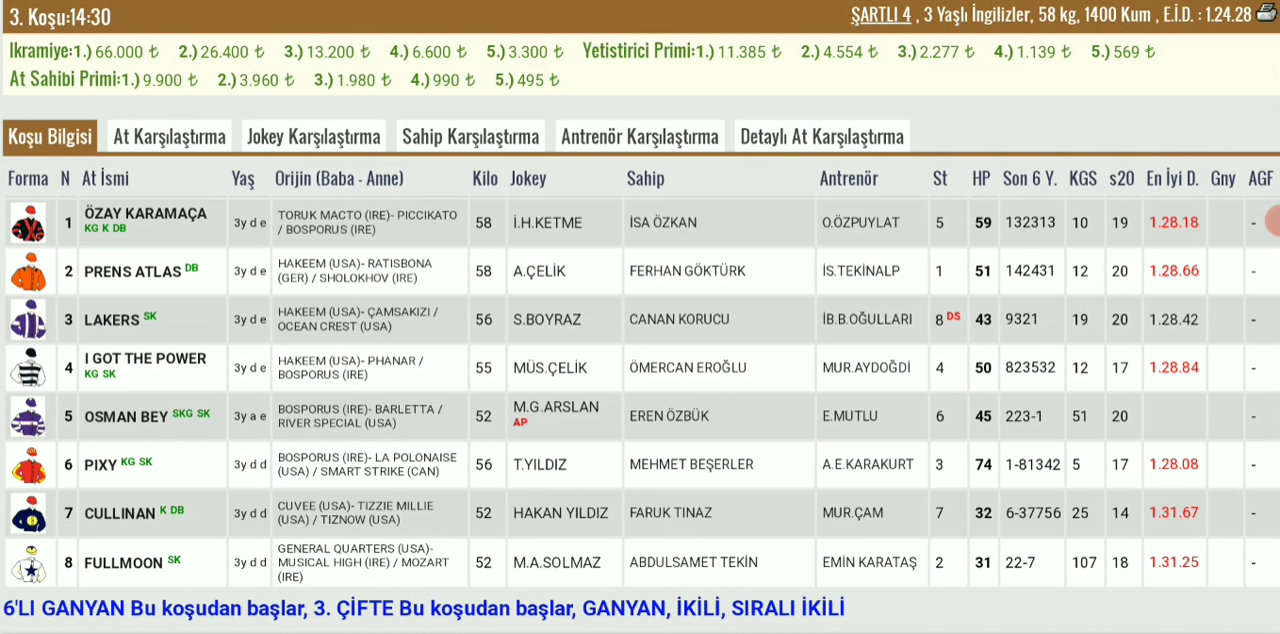 3. Koşu:14:30 ŞARTLI 4 , 3 Yaşlı İngilizler, 58 kg, 1400 Kum , E.İ.D. : 1.24.28
Ikramiye:1.) 66.000 ₺ 2.) 26.400 ₺ 3.) 13.200 ₺ 4.) 6.600 ₺ 5.) 3.300 ₺ Yetistirici Primi:1.) 11.385 ₺ 2.) 4.554 ₺ 3.) 2.277 ₺ 4.) 1.139 ₺ 5.) 569 ₺
At Sahibi Primi:1.) 9.900 ₺ 2.) 3.960 ₺ 3.) 1.980 ₺ 4.) 990 ₺ 5.) 495 ₺
Koşu Bilgisi At Karşılaştırma Jokey Karşılaştırma Sahip Karşılaştırma Antrenör Karşılaştırma Detaylı At Karşılaştırma
Forma N At İsmi Yaş Orijin (Baba - Anne) Kilo Jokey Sahip Antrenör St HP Son 6 Y. KGS s20 En İyi D. Gny AGF
1 ÖZAY KARAMAÇA KG K DB 3y d e TORUK MACTO (IRE)- PICCIKATO / BOSPORUS (IRE) 58 İ.H.KETME İSA ÖZKAN O.ÖZPUYLAT 5 59 132313 10 19 1.28.18 -
2 PRENS ATLAS DB 3y d e HAKEEM (USA)- RATISBONA (GER) / SHOLOKHOV (IRE) 58 A.ÇELİK FERHAN GÖKTÜRK İS.TEKİNALP 1 51 142431 12 20 1.28.66 -
3 LAKERS SK 3y d e HAKEEM (USA)- ÇAMSAKIZI / OCEAN CREST (USA) 56 S.BOYRAZ CANAN KORUCU İB.B.OĞULLARI 8 DS 43 9321 19 20 1.28.42 -
4 I GOT THE POWER KG SK 3y d e HAKEEM (USA)- PHANAR / BOSPORUS (IRE) 55 MÜS.ÇELİK ÖMERCAN EROĞLU MUR.AYDOĞDİ 4 50 823532 12 17 1.28.84 -
5 OSMAN BEY SKG SK 3y a e BOSPORUS (IRE)- BARLETTA / RIVER SPECIAL (USA) 52 M.G.ARSLAN AP EREN ÖZBÜK E.MUTLU 6 45 223-1 51 20 -
6 PIXY KG SK 3y d d BOSPORUS (IRE)- LA POLONAISE (USA) / SMART STRIKE (CAN) 56 T.YILDIZ MEHMET BEŞERLER A.E.KARAKURT 3 74 1-81342 5 17 1.28.08 -
7 CULLINAN K DB 3y d d CUVEE (USA)- TIZZIE MILLIE (USA) / TIZNOW (USA) 52 HAKAN YILDIZ FARUK TINAZ MUR.ÇAM 7 32 6-37756 25 14 1.31.67 -
8 FULLMOON SK 3y d d GENERAL QUARTERS (USA)- MUSICAL HIGH (IRE) / MOZART (IRE) 52 M.A.SOLMAZ ABDULSAMET TEKİN EMİN KARATAŞ 2 31 22-7 107 18 1.31.25 -
6'LI GANYAN Bu koşudan başlar, 3. ÇİFTE Bu koşudan başlar, GANYAN, İKİLİ, SIRALI İKİLİ